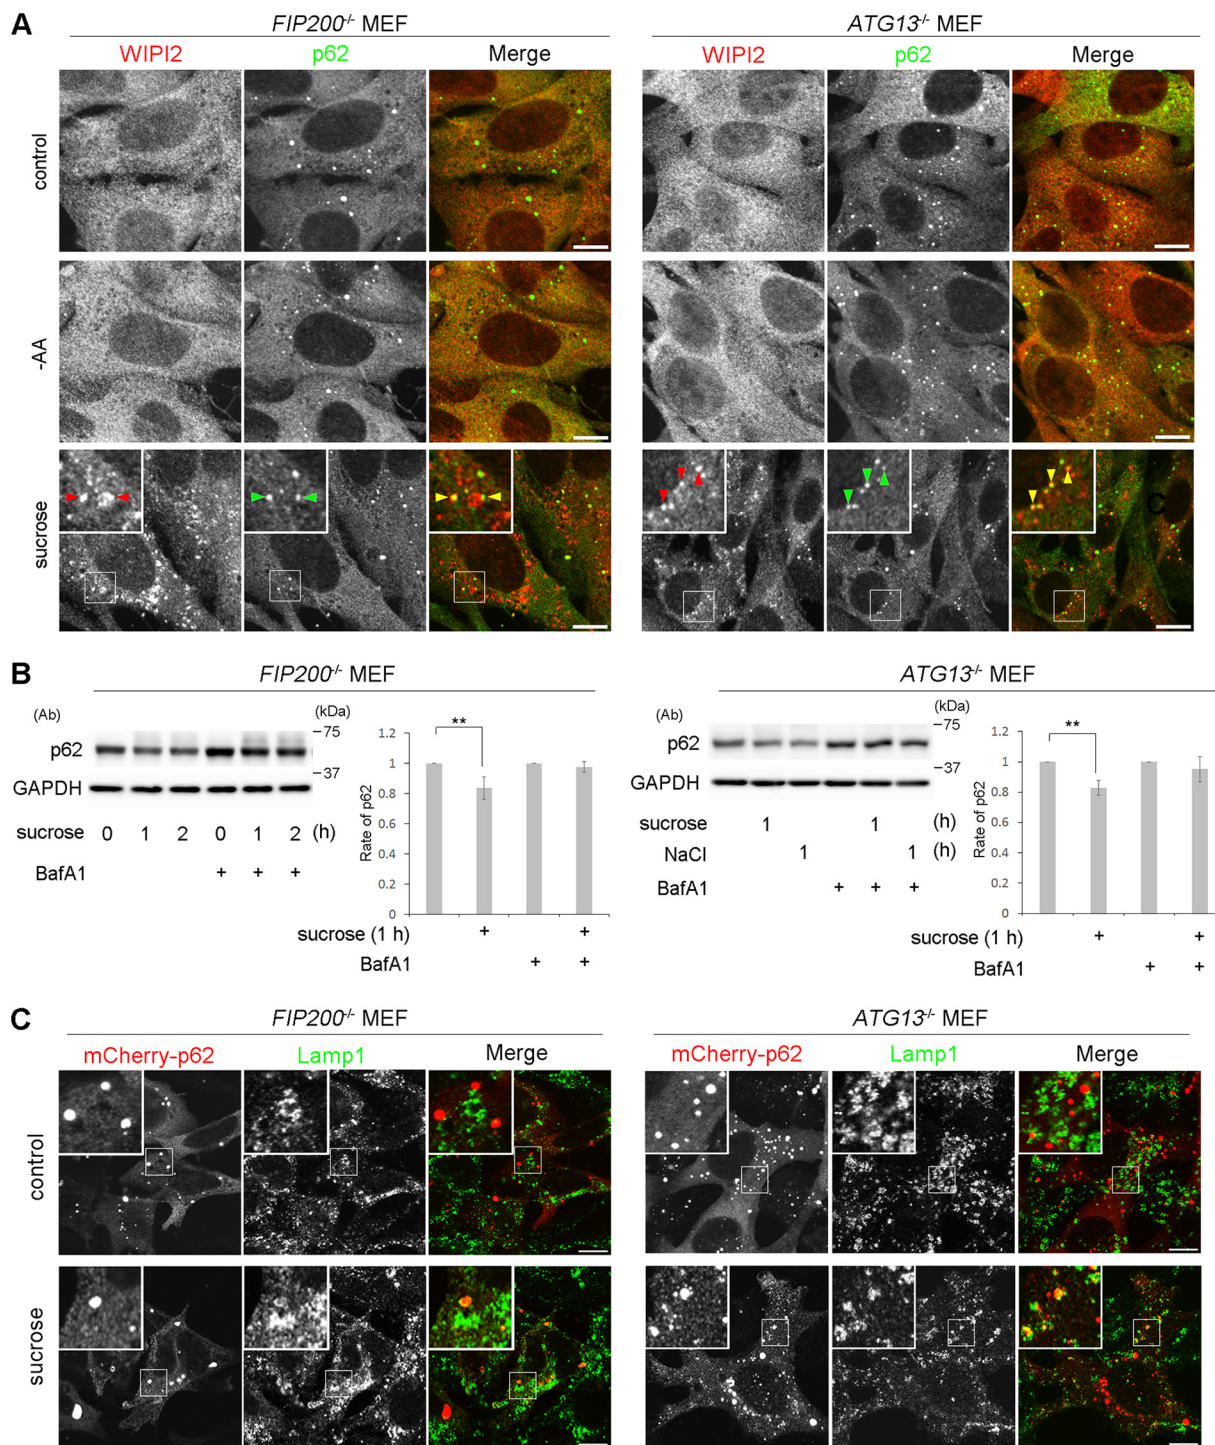 A
FIP200-/- MEF
ATG13-/- MEF
WIPI2 p62 Merge
WIPI2 p62 Merge
control
-AA
sucrose
C
B
FIP200-/- MEF
ATG13-/- MEF
(Ab) (kDa)
p62
GAPDH
−75
−37
sucrose 0 1 2 0 1 2 (h)
BafA1 + + +
Rate of p62
1.2
1
0.8
0.6
0.4
0.2
0
**
sucrose (1 h) + +
BafA1 + +
(Ab) (kDa)
p62
GAPDH
−75
−37
sucrose 1 1 (h)
NaCl 1 1 (h)
BafA1 + + +
Rate of p62
1.2
1
0.8
0.6
0.4
0.2
0
**
sucrose (1 h) + +
BafA1 + +
C
FIP200-/- MEF
ATG13-/- MEF
mCherry-p62 Lamp1 Merge
mCherry-p62 Lamp1 Merge
control
sucrose